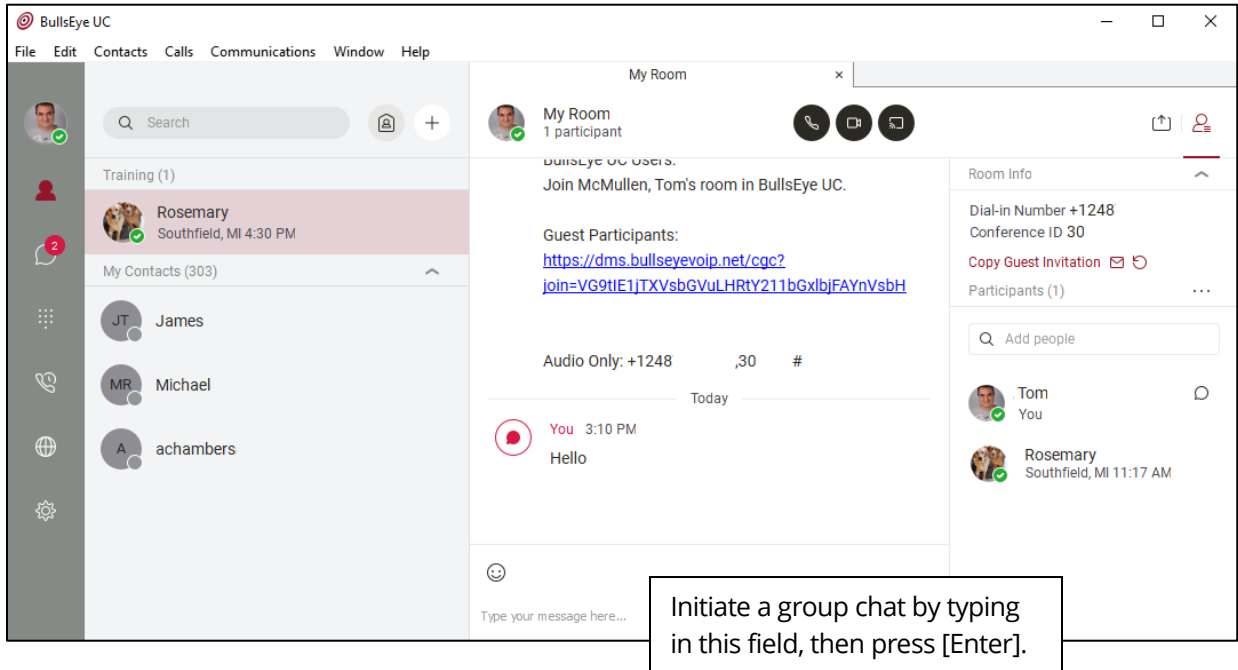 BullsEye UC
File Edit Contacts Calls Communications Window Help
My Room ×
Search
My Room
1 participant
Training (1)
Rosemary
Southfield, MI 4:30 PM
2
My Contacts (303)
JT James
MR Michael
A achambers
BullsEye UC Users:
Join McMullen, Tom's room in BullsEye UC.
Guest Participants:
https://dms.bullseyevoip.net/cgc?
join=VG9tIE1jTXVsbGVuLHRtY211bGxlbjFAYnVsbH
Audio Only: +1248 ,30 #
Today
You 3:10 PM
Hello
Type your message here...
Room Info
Dial-in Number +1248
Conference ID 30
Copy Guest Invitation
Participants (1) ...
Add people
Tom
You
Rosemary
Southfield, MI 11:17 AM
Initiate a group chat by typing
in this field, then press [Enter].